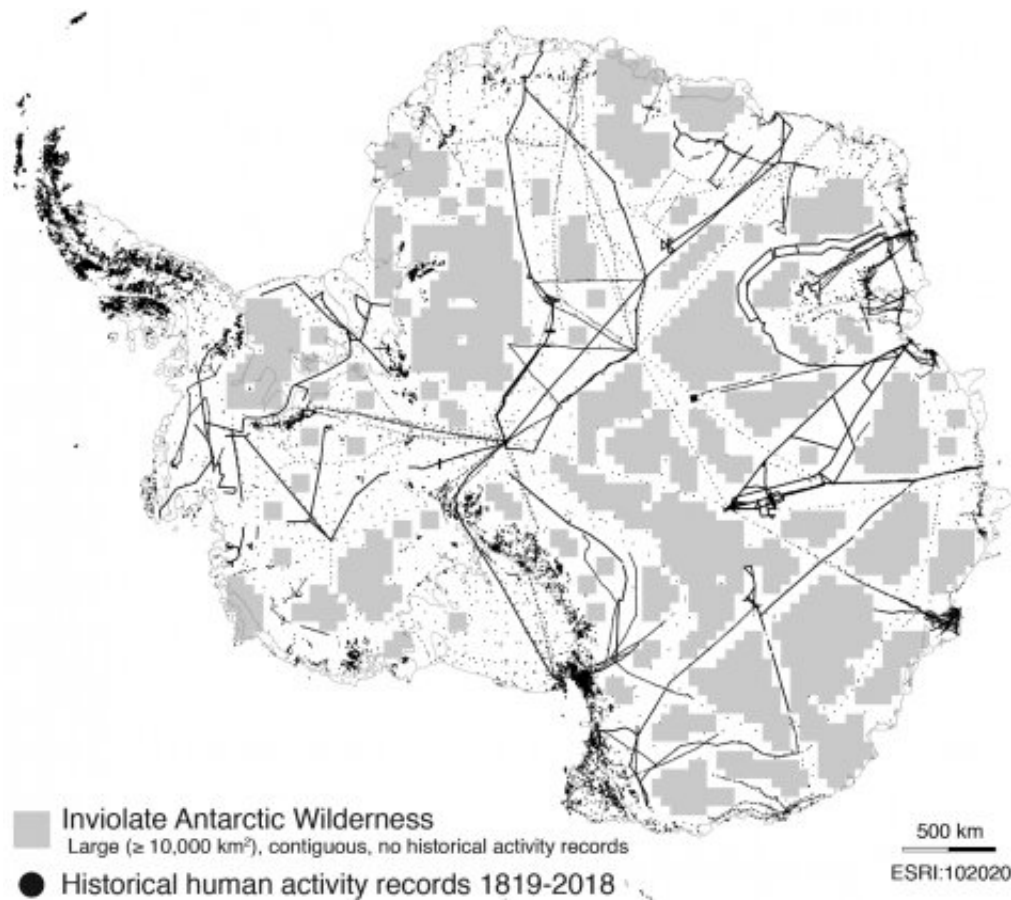 Inviolate Antarctic Wilderness
Large (≥ 10,000 km²), contiguous, no historical activity records
Historical human activity records 1819-2018
500 km
ESRI:102020